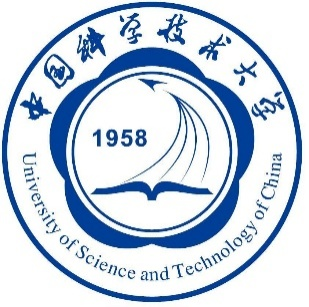 中国科学技术大学
1958
University of Science and Technology of China